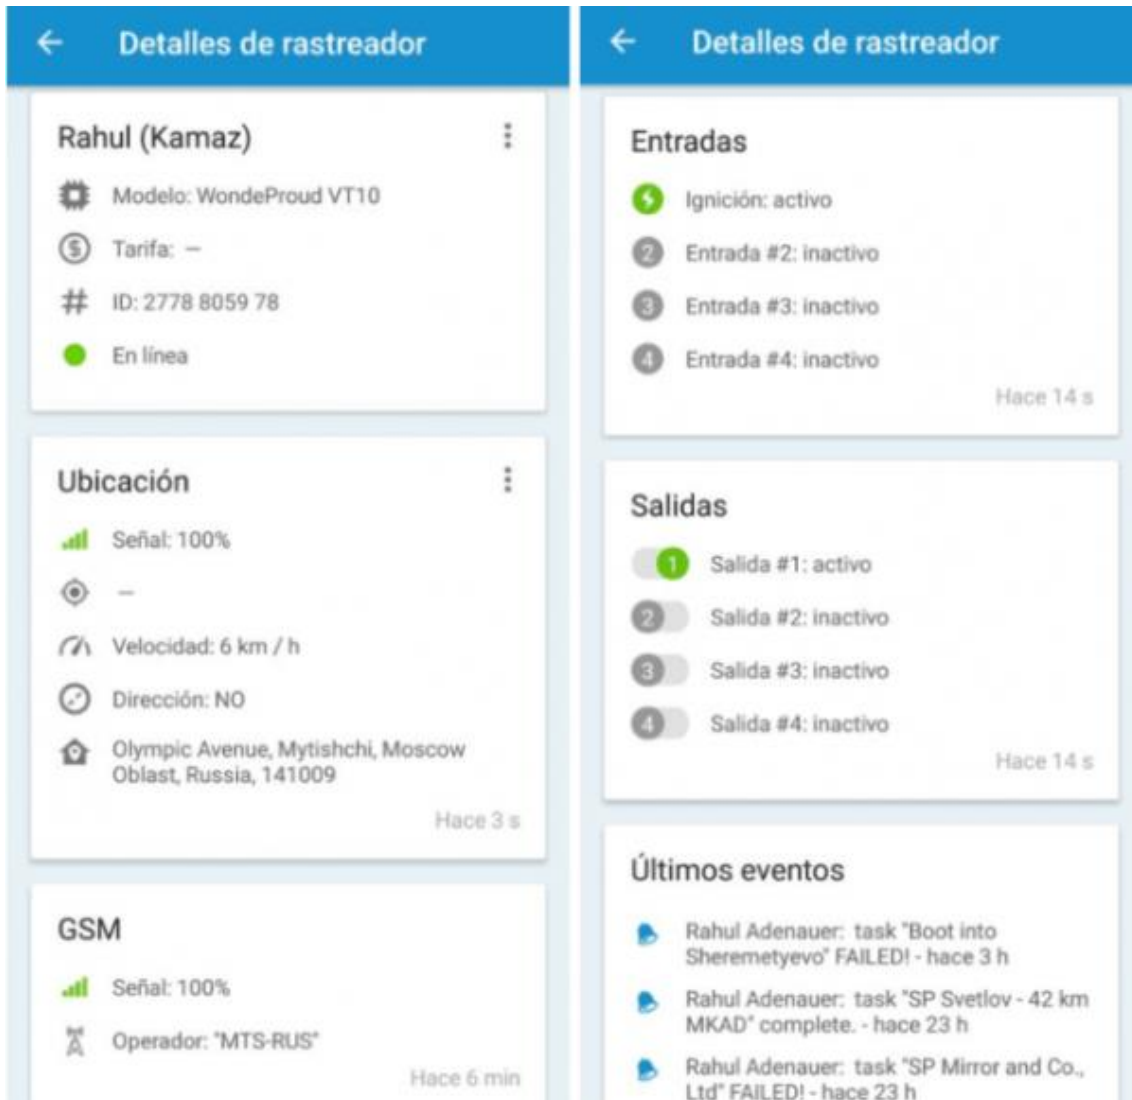 Detalles de rastreador
Rahul (Kamaz)
Modelo: WondeProud VT10
Tarifa: —
ID: 2778 8059 78
En línea
Ubicación
Señal: 100%
—
Velocidad: 6 km / h
Dirección: NO
Olympic Avenue, Mytishchi, Moscow
Oblast, Russia, 141009
Hace 3 s
GSM
Señal: 100%
Operador: "MTS-RUS"
Hace 6 min
Detalles de rastreador
Entradas
Ignición: activo
2 Entrada #2: inactivo
3 Entrada #3: inactivo
4 Entrada #4: inactivo
Hace 14 s
Salidas
1 Salida #1: activo
2 Salida #2: inactivo
3 Salida #3: inactivo
4 Salida #4: inactivo
Hace 14 s
Últimos eventos
Rahul Adenauer: task "Boot into
Sheremetyevo" FAILED! - hace 3 h
Rahul Adenauer: task "SP Svetlov - 42 km
MKAD" complete. - hace 23 h
Rahul Adenauer: task "SP Mirror and Co.,
Ltd" FAILED! - hace 23 h